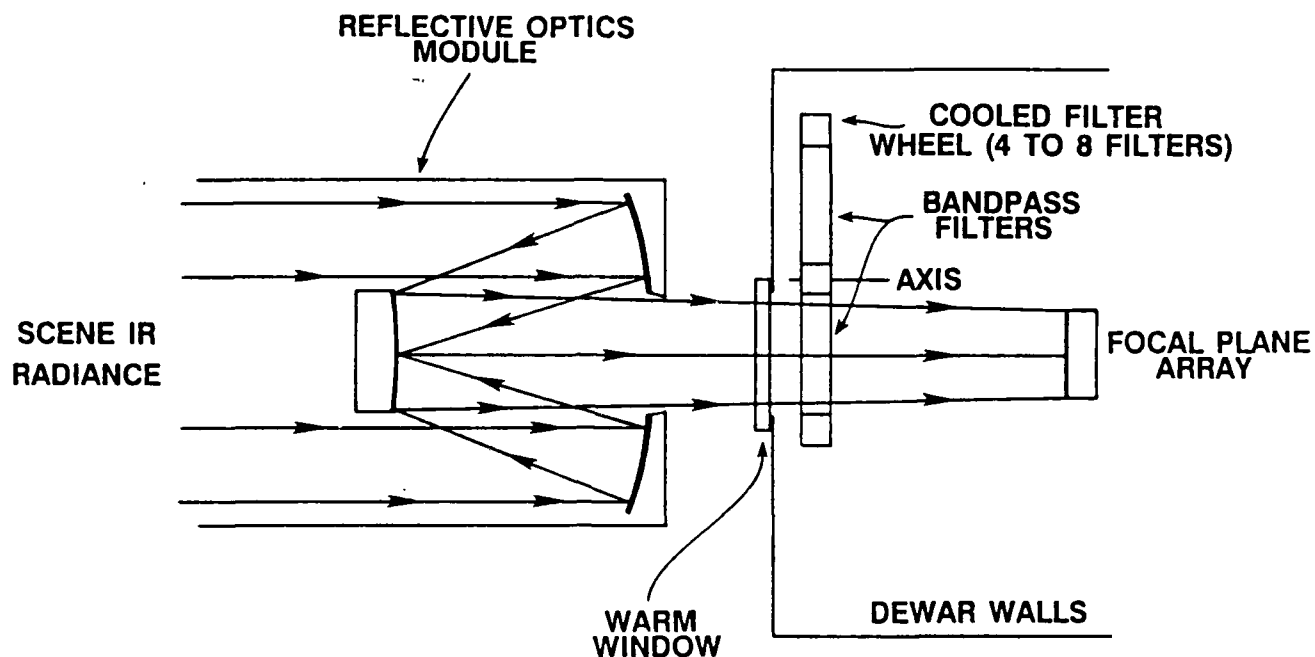 REFLECTIVE OPTICS
MODULE
COOLED FILTER
WHEEL (4 TO 8 FILTERS)
BANDPASS
FILTERS
AXIS
SCENE IR
RADIANCE
FOCAL PLANE
ARRAY
WARM
WINDOW
DEWAR WALLS